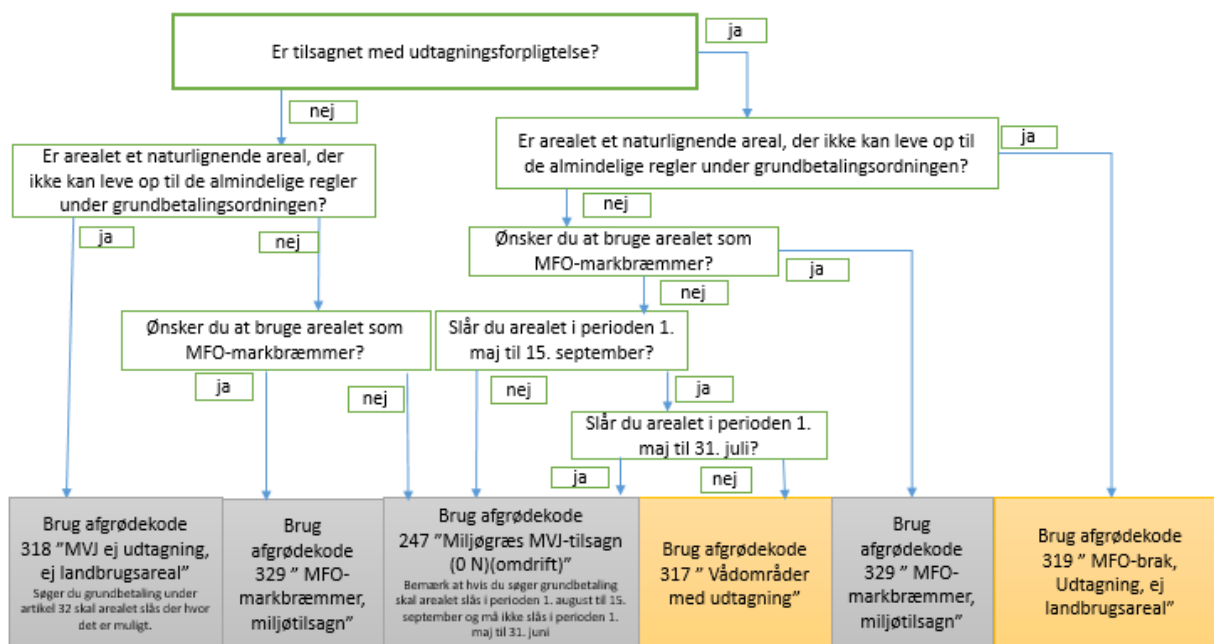 Er tilsagnet med udtagningsforpligtelse?
ja
nej
Er arealet et naturlignende areal, der
ikke kan leve op til de almindelige regler
under grundbetalingsordningen?
Er arealet et naturlignende areal, der ikke kan leve op til
de almindelige regler under grundbetalingsordningen?
ja
ja
nej
nej
Ønsker du at bruge arealet som
MFO-markbræmmer?
ja
nej
Ønsker du at bruge arealet som
MFO-markbræmmer?
Slår du arealet i perioden 1.
maj til 15. september?
ja
nej
nej
ja
Slår du arealet i perioden 1.
maj til 31. juli?
ja
nej
Brug afgrødekode
318 ”MVJ ej udtagning,
ej landbrugsareal”
Søger du grundbetaling under
artikel 32 skal arealet slås der hvor
det er muligt.
Brug
afgrødekode
329 ” MFO-
markbræmmer,
miljøtilsagn”
Brug afgrødekode
247 ”Miljøgræs MVJ-tilsagn
(0 N)(omdrift)”
Bemærk at hvis du søger grundbetaling
skal arealet slås i perioden 1. august til 15.
september og må ikke slås i perioden 1.
maj til 31. juni
Brug afgrødekode
317 ” Vådområder
med udtagning”
Brug
afgrødekode
329 ” MFO-
markbræmmer,
miljøtilsagn”
Brug afgrødekode
319 ” MFO-brak,
Udtagning, ej
landbrugsareal”